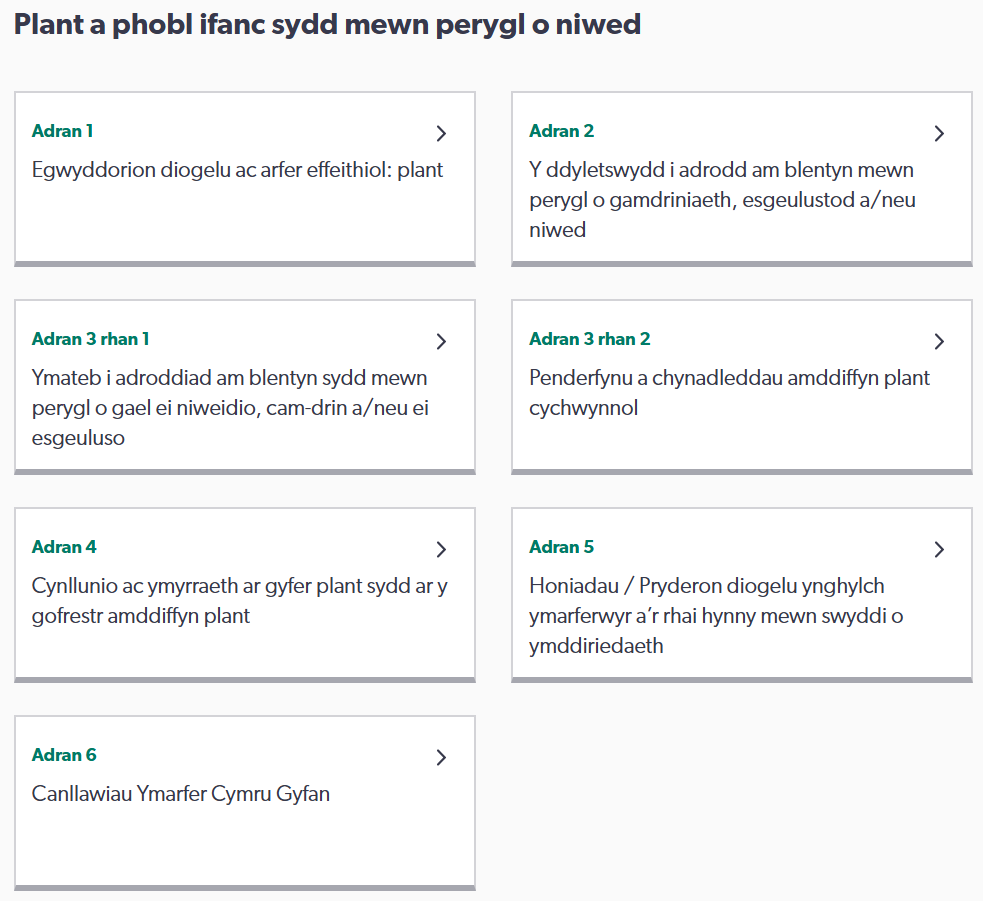 Plant a phobl ifanc sydd mewn perygl o niwed
Adran 1
Egwyddorion diogelu ac arfer effeithiol: plant
Adran 2
Y ddyletswydd i adrodd am blentyn mewn
perygl o gamdriniaeth, esgeulustod a/neu
niwed
Adran 3 rhan 1
Ymateb i adroddiad am blentyn sydd mewn
perygl o gael ei niweidio, cam-drin a/neu ei
esgeuluso
Adran 3 rhan 2
Penderfynu a chynadleddau amddiffyn plant
cychwynnol
Adran 4
Cynllunio ac ymyrraeth ar gyfer plant sydd ar y
gofrestr amddiffyn plant
Adran 5
Honiadau / Pryderon diogelu ynghylch
ymarferwyr a’r rhai hynny mewn swyddi o
ymddiriedaeth
Adran 6
Canllawiau Ymarfer Cymru Gyfan